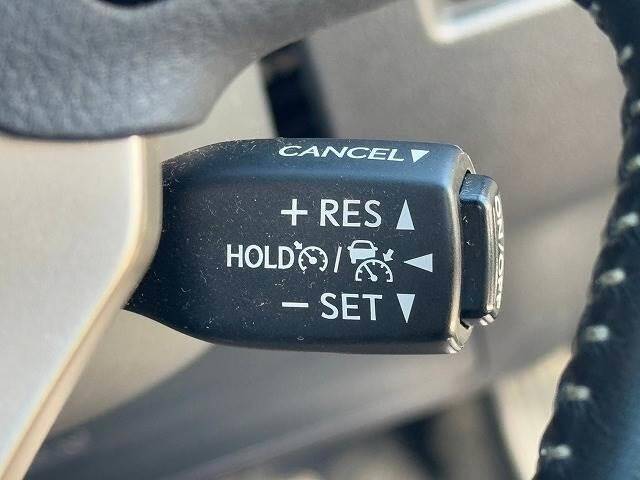 CANCEL▼
+ RES ▲
HOLD / ◀
− SET ▼